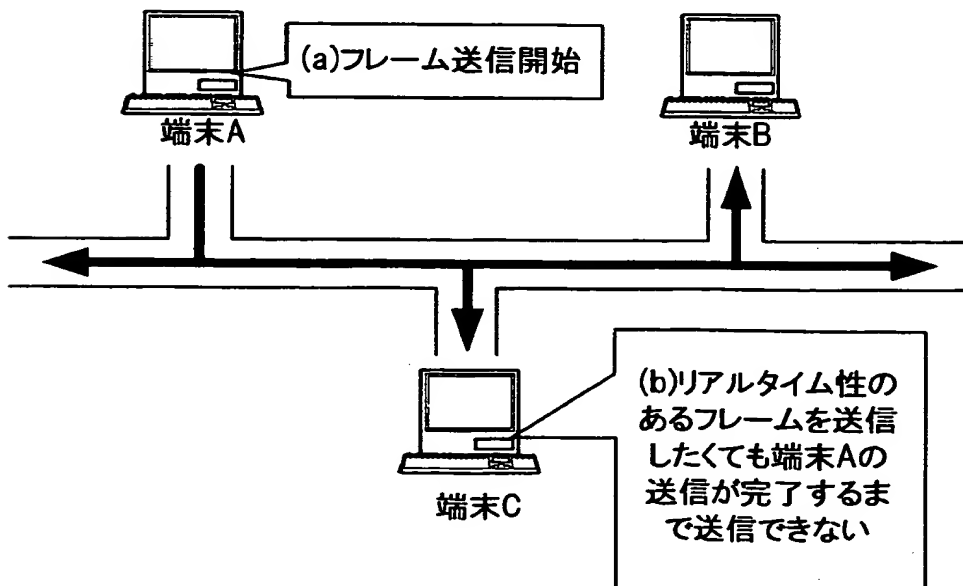 (a)フレーム送信開始
端末A
端末B
(b)リアルタイム性の
あるフレームを送信
したくても端末Aの
送信が完了するま
で送信できない
端末C